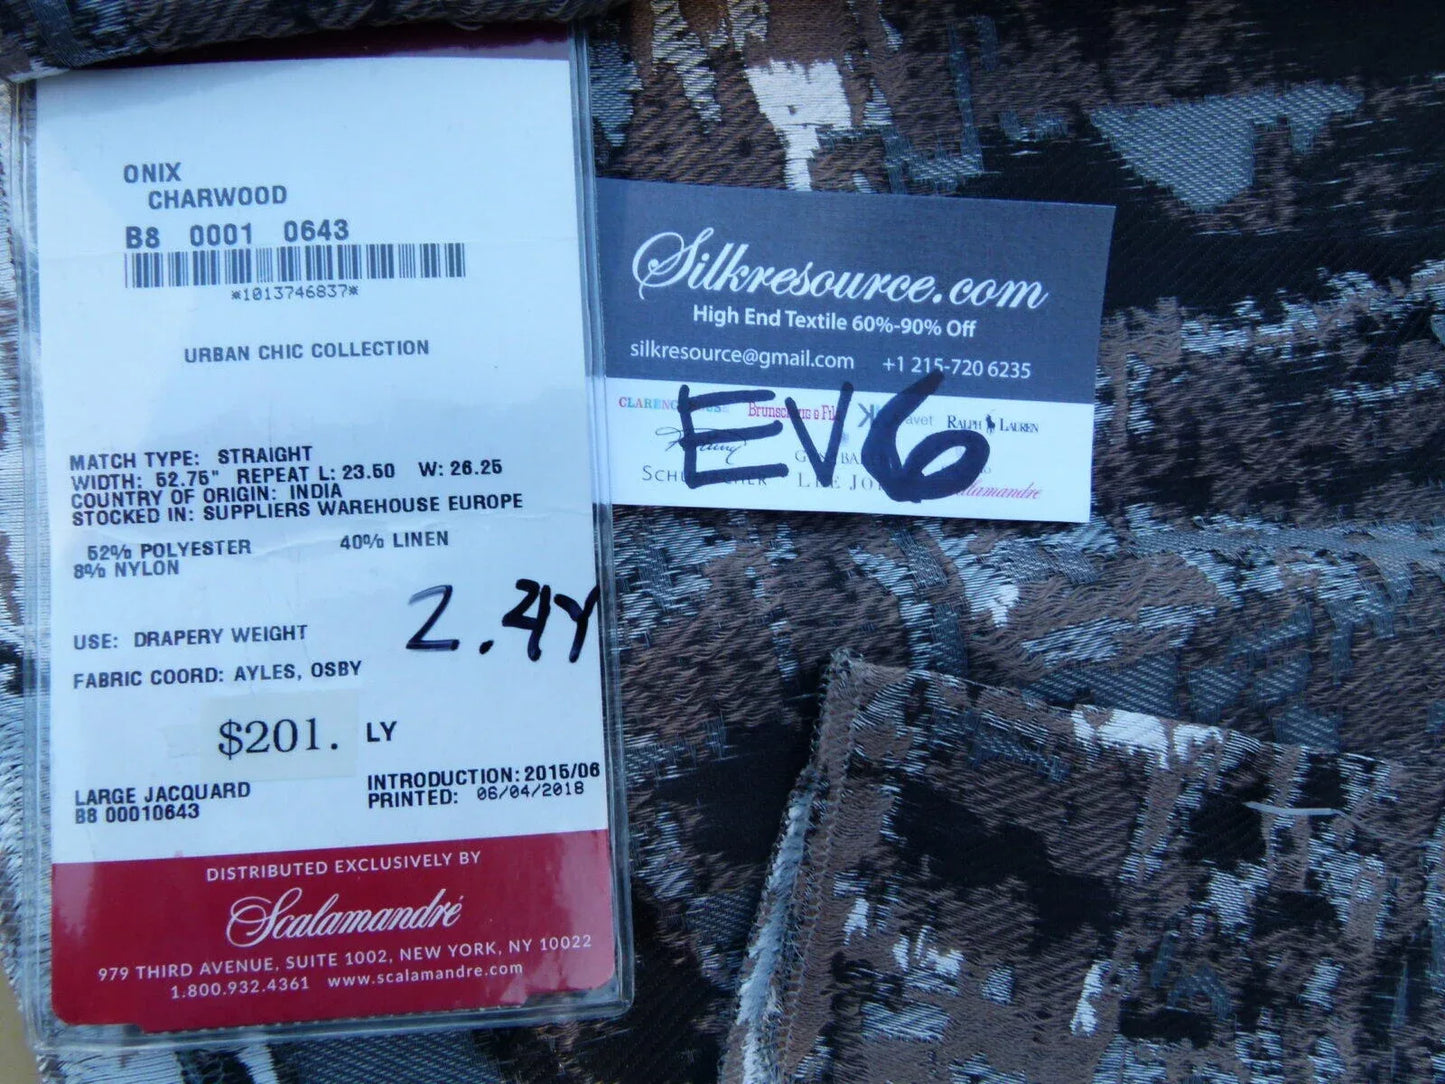 ONIX
CHARWOOD
B8 0001 0643
*1013746837*
URBAN CHIC COLLECTION
MATCH TYPE: STRAIGHT
WIDTH: 52.75" REPEAT L: 23.50 W: 26.25
COUNTRY OF ORIGIN: INDIA
STOCKED IN: SUPPLIERS WAREHOUSE EUROPE
52% POLYESTER 40% LINEN
8% NYLON
2.4Y
USE: DRAPERY WEIGHT
FABRIC COORD: AYLES, OSBY
$201. LY
LARGE JACQUARD
B8 00010643
INTRODUCTION: 2015/06
PRINTED: 06/04/2018
DISTRIBUTED EXCLUSIVELY BY
Scalamandré
979 THIRD AVENUE, SUITE 1002, NEW YORK, NY 10022
1.800.932.4361 www.scalamandre.com
Silkresource.com
High End Textile 60%-90% Off
silkresource@gmail.com +1 215-720 6235
RALPH LAUREN
EV6